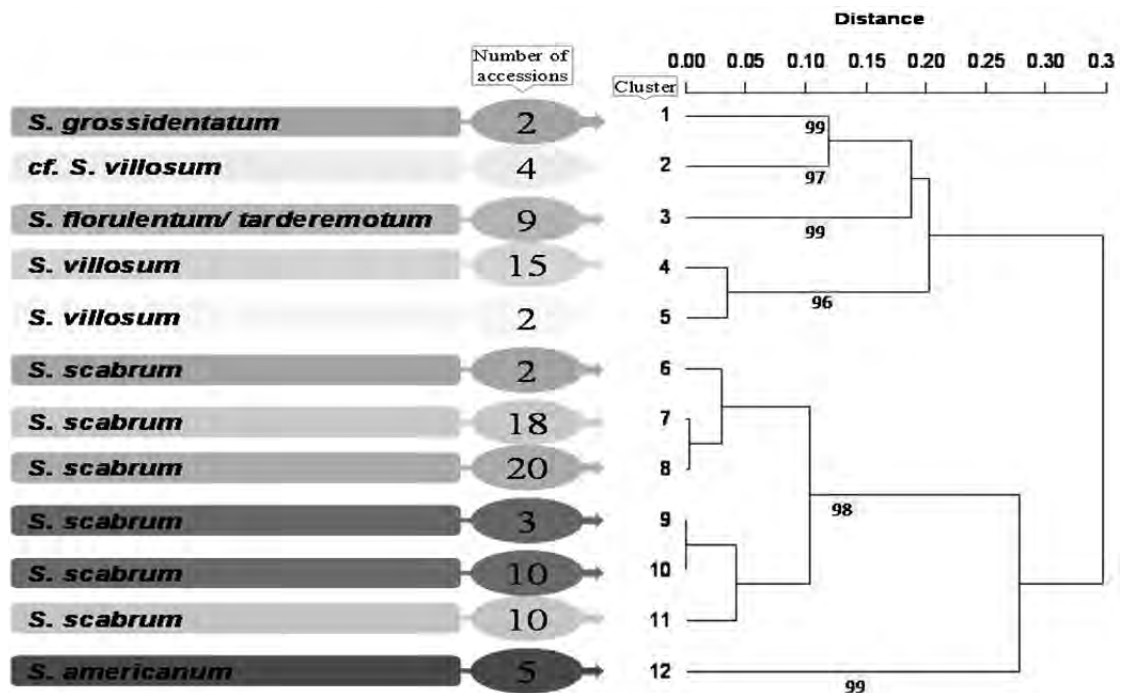 Distance
Number of
accessions
0.00 0.05 0.10 0.15 0.20 0.25 0.30 0.3
Cluster
S. grossidentatum 2 1 99
cf. S. villosum 4 2 97
S. florulentum/ tarderemotum 9 3 99
S. villosum 15 4
96
S. villosum 2 5
S. scabrum 2 6
S. scabrum 18 7
S. scabrum 20 8
S. scabrum 3 9 98
S. scabrum 10 10
S. scabrum 10 11
S. americanum 5 12 99